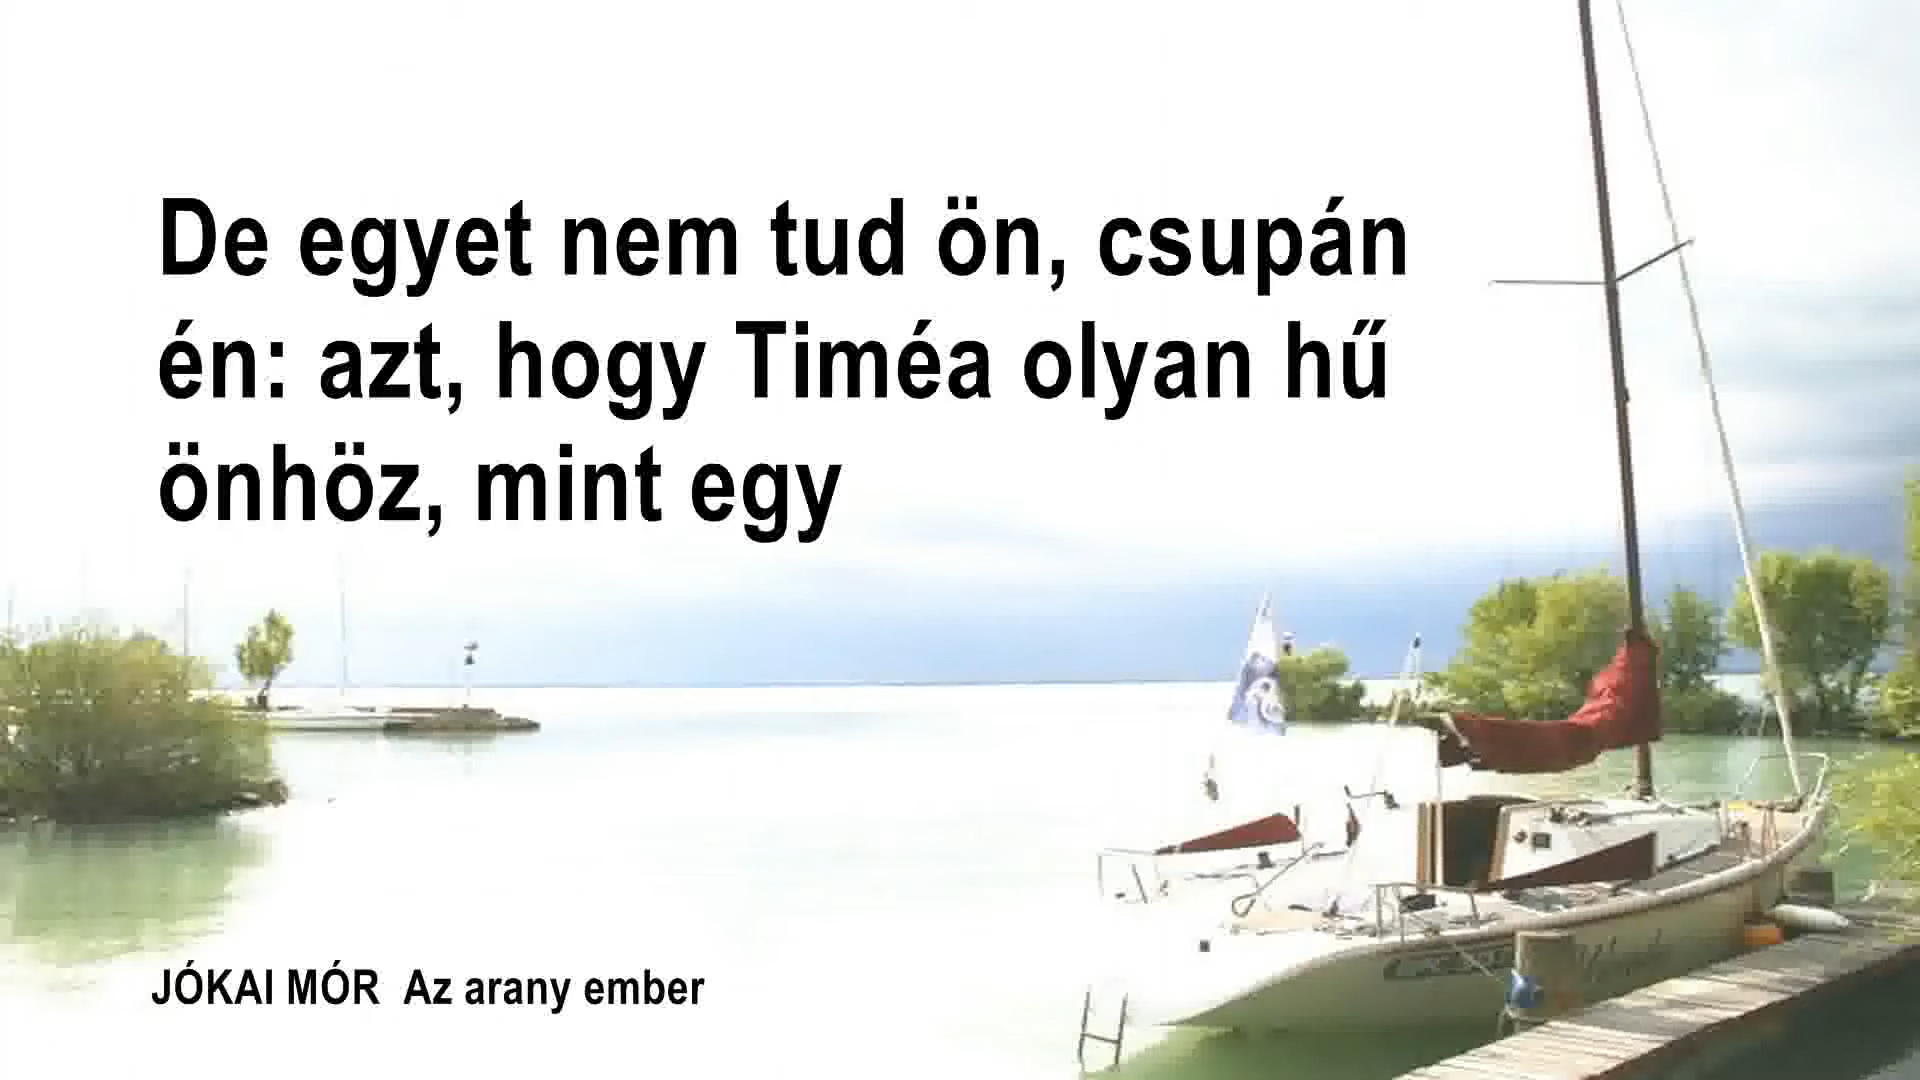 De egyet nem tud ön, csupán
én: azt, hogy Timéa olyan hű
önhöz, mint egy
JÓKAI MÓR  Az arany ember